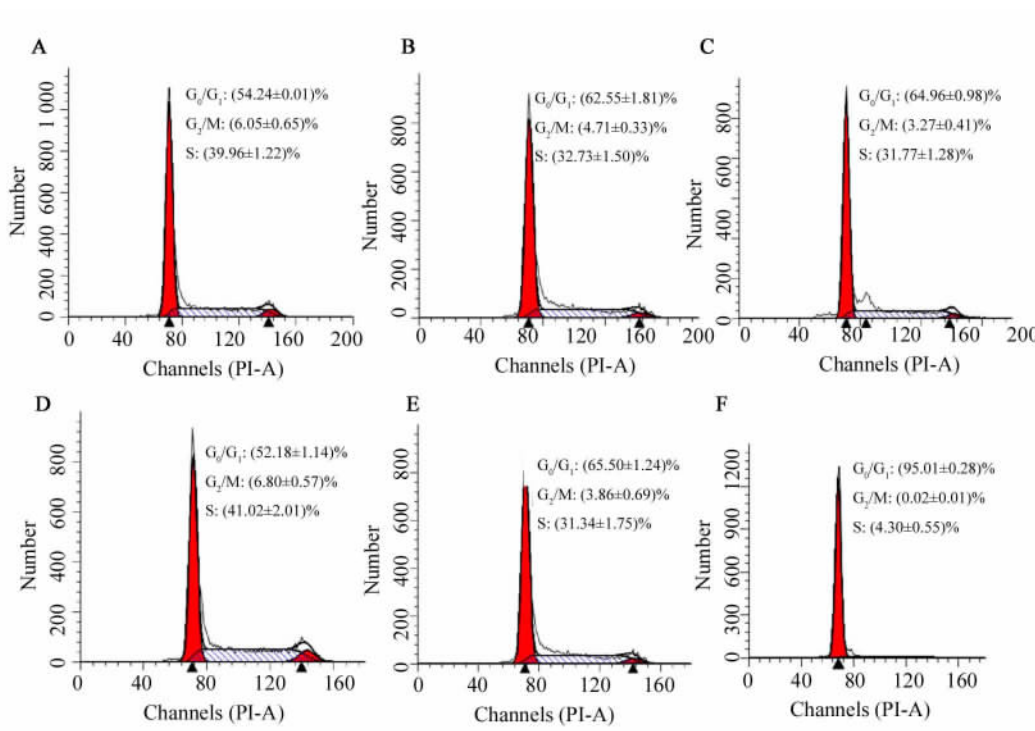 A
G₀/G₁: (54.24±0.01)%
G₂/M: (6.05±0.65)%
S: (39.96±1.22)%
Number
0 200 400 600 800 1 000
0 40 80 120 160 200
Channels (PI-A)
B
G₀/G₁: (62.55±1.81)%
G₂/M: (4.71±0.33)%
S: (32.73±1.50)%
Number
0 200 400 600 800
0 40 80 120 160 200
Channels (PI-A)
C
G₀/G₁: (64.96±0.98)%
G₂/M: (3.27±0.41)%
S: (31.77±1.28)%
Number
0 200 400 600 800
0 40 80 120 160 200
Channels (PI-A)
D
G₀/G₁: (52.18±1.14)%
G₂/M: (6.80±0.57)%
S: (41.02±2.01)%
Number
0 200 400 600 800
0 40 80 120 160
Channels (PI-A)
E
G₀/G₁: (65.50±1.24)%
G₂/M: (3.86±0.69)%
S: (31.34±1.75)%
Number
0 200 400 600 800
0 40 80 120 160
Channels (PI-A)
F
G₀/G₁: (95.01±0.28)%
G₂/M: (0.02±0.01)%
S: (4.30±0.55)%
Number
0 300 600 900 1200
0 40 80 120 160
Channels (PI-A)